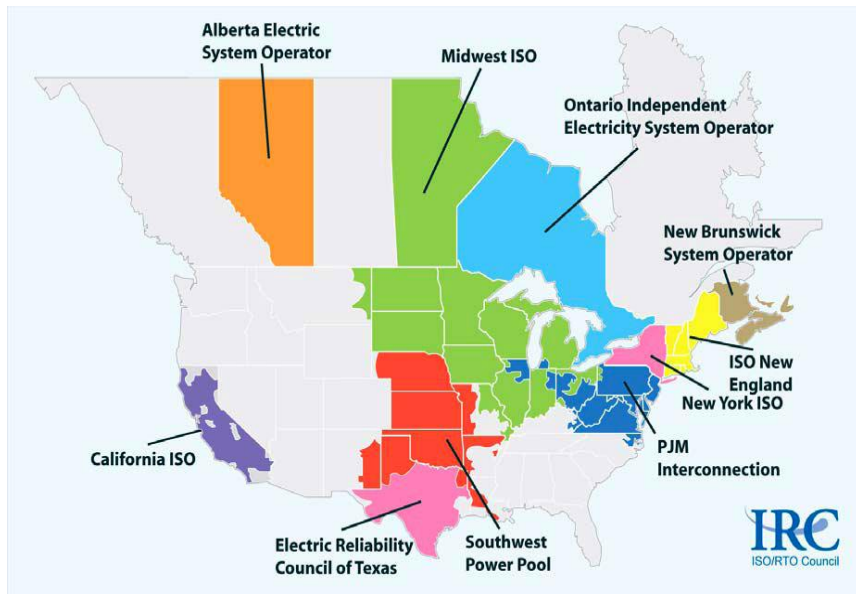 Alberta Electric
System Operator
Midwest ISO
Ontario Independent
Electricity System Operator
New Brunswick
System Operator
ISO New
England
New York ISO
PJM
Interconnection
California ISO
Electric Reliability
Council of Texas
Southwest
Power Pool
IRC
ISO/RTO Council